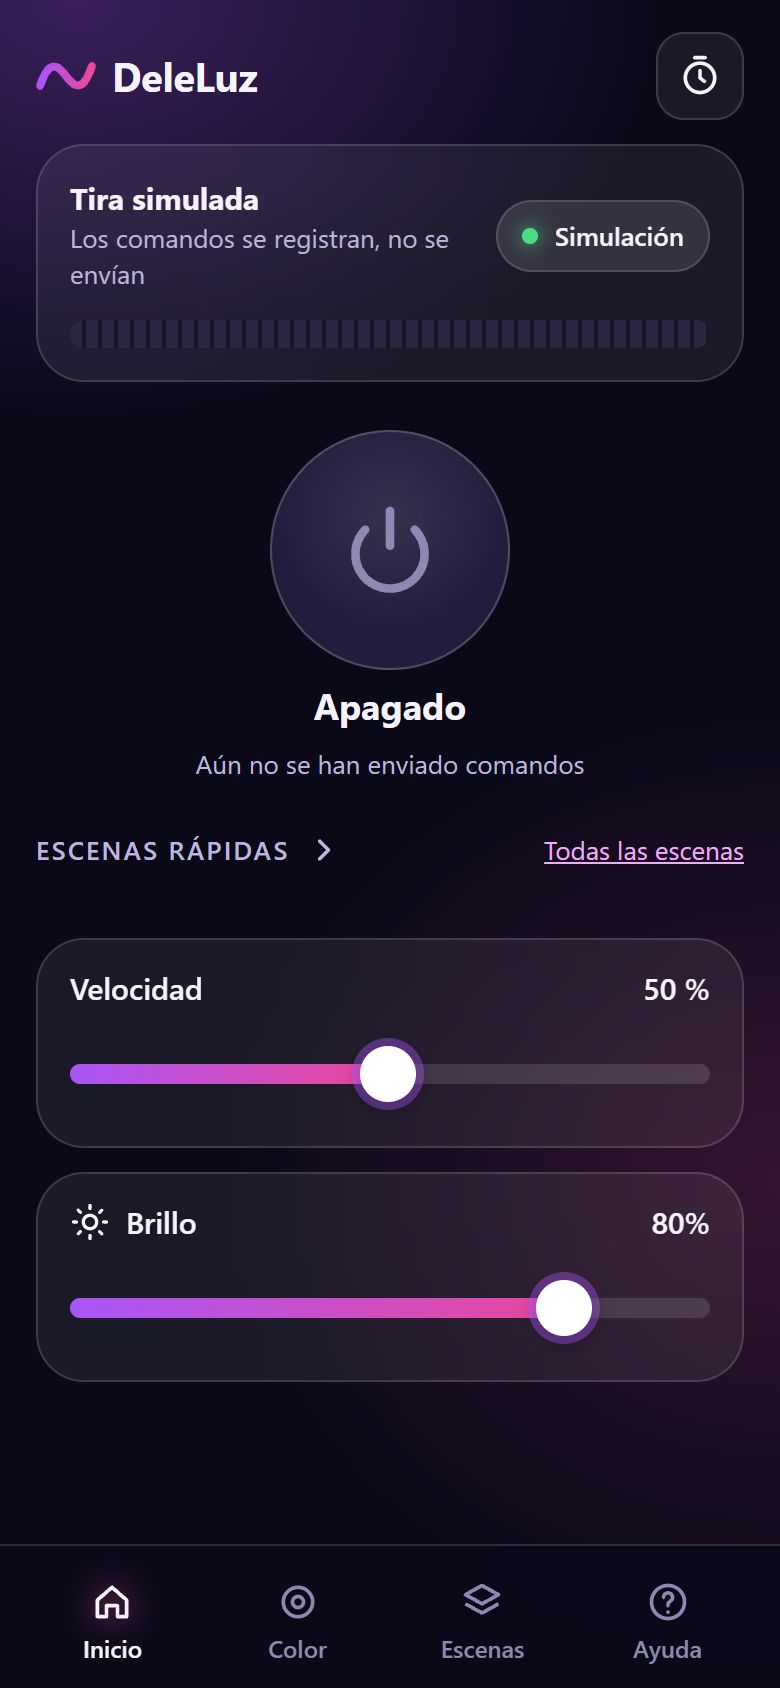 DeleLuz
Tira simulada
Los comandos se registran, no se
envían
Simulación
Apagado
Aún no se han enviado comandos
ESCENAS RÁPIDAS
Todas las escenas
Velocidad
50 %
Brillo
80%
Inicio
Color
Escenas
Ayuda